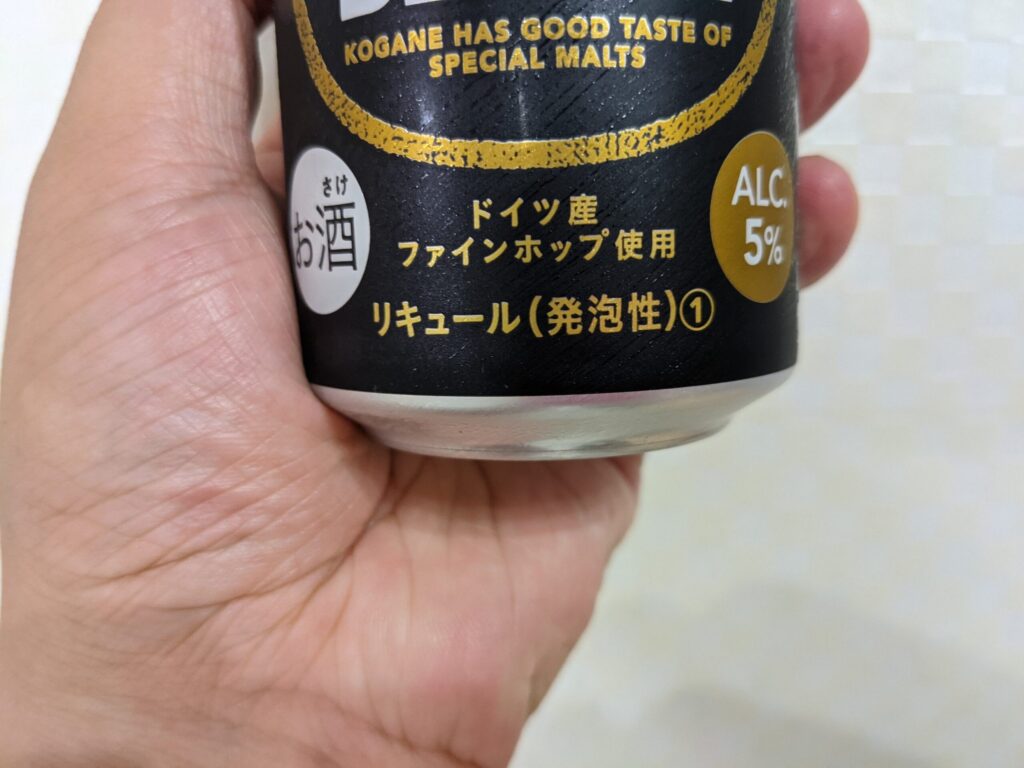 KOGANE HAS GOOD TASTE OF
SPECIAL MALTS
さけ
お酒
ドイツ産
ファインホップ使用
リキュール(発泡性)①
ALC.
5%